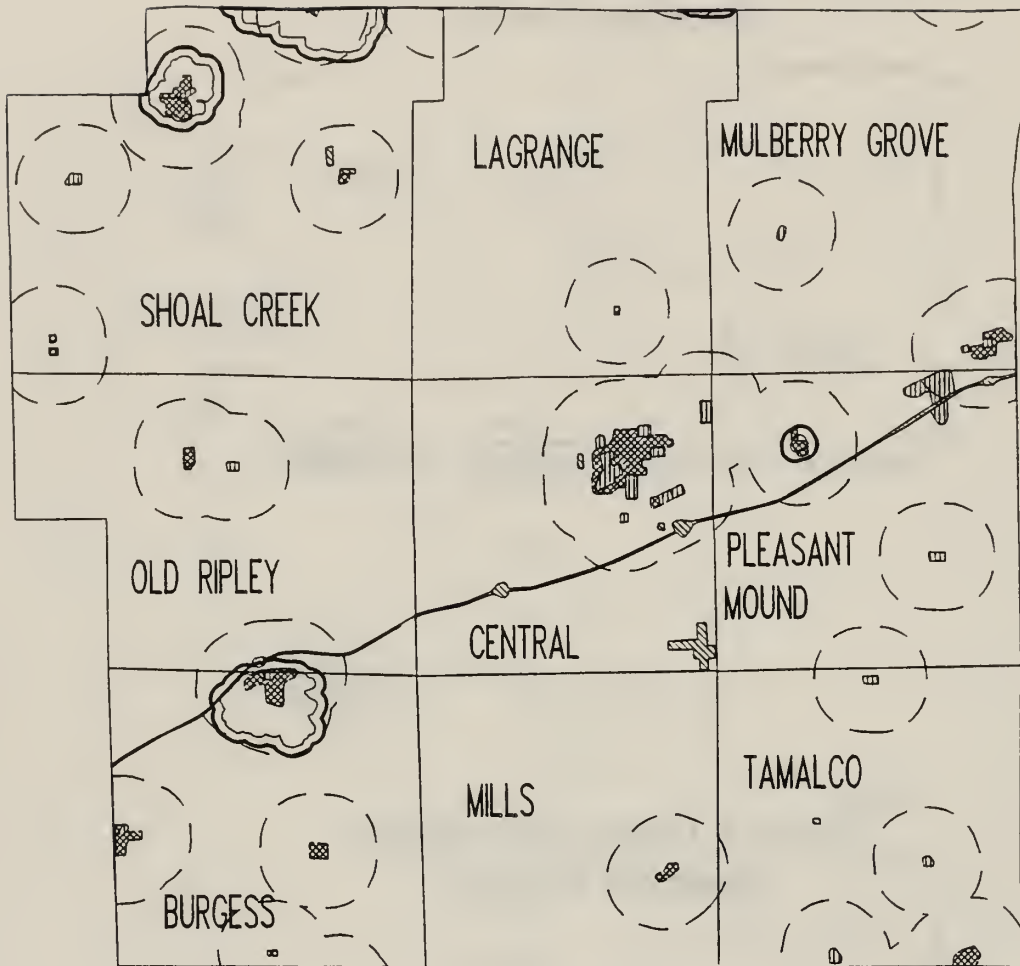 LAGRANGE
MULBERRY GROVE
SHOAL CREEK
OLD RIPLEY
PLEASANT
MOUND
CENTRAL
MILLS
TAMALCO
BURGESS